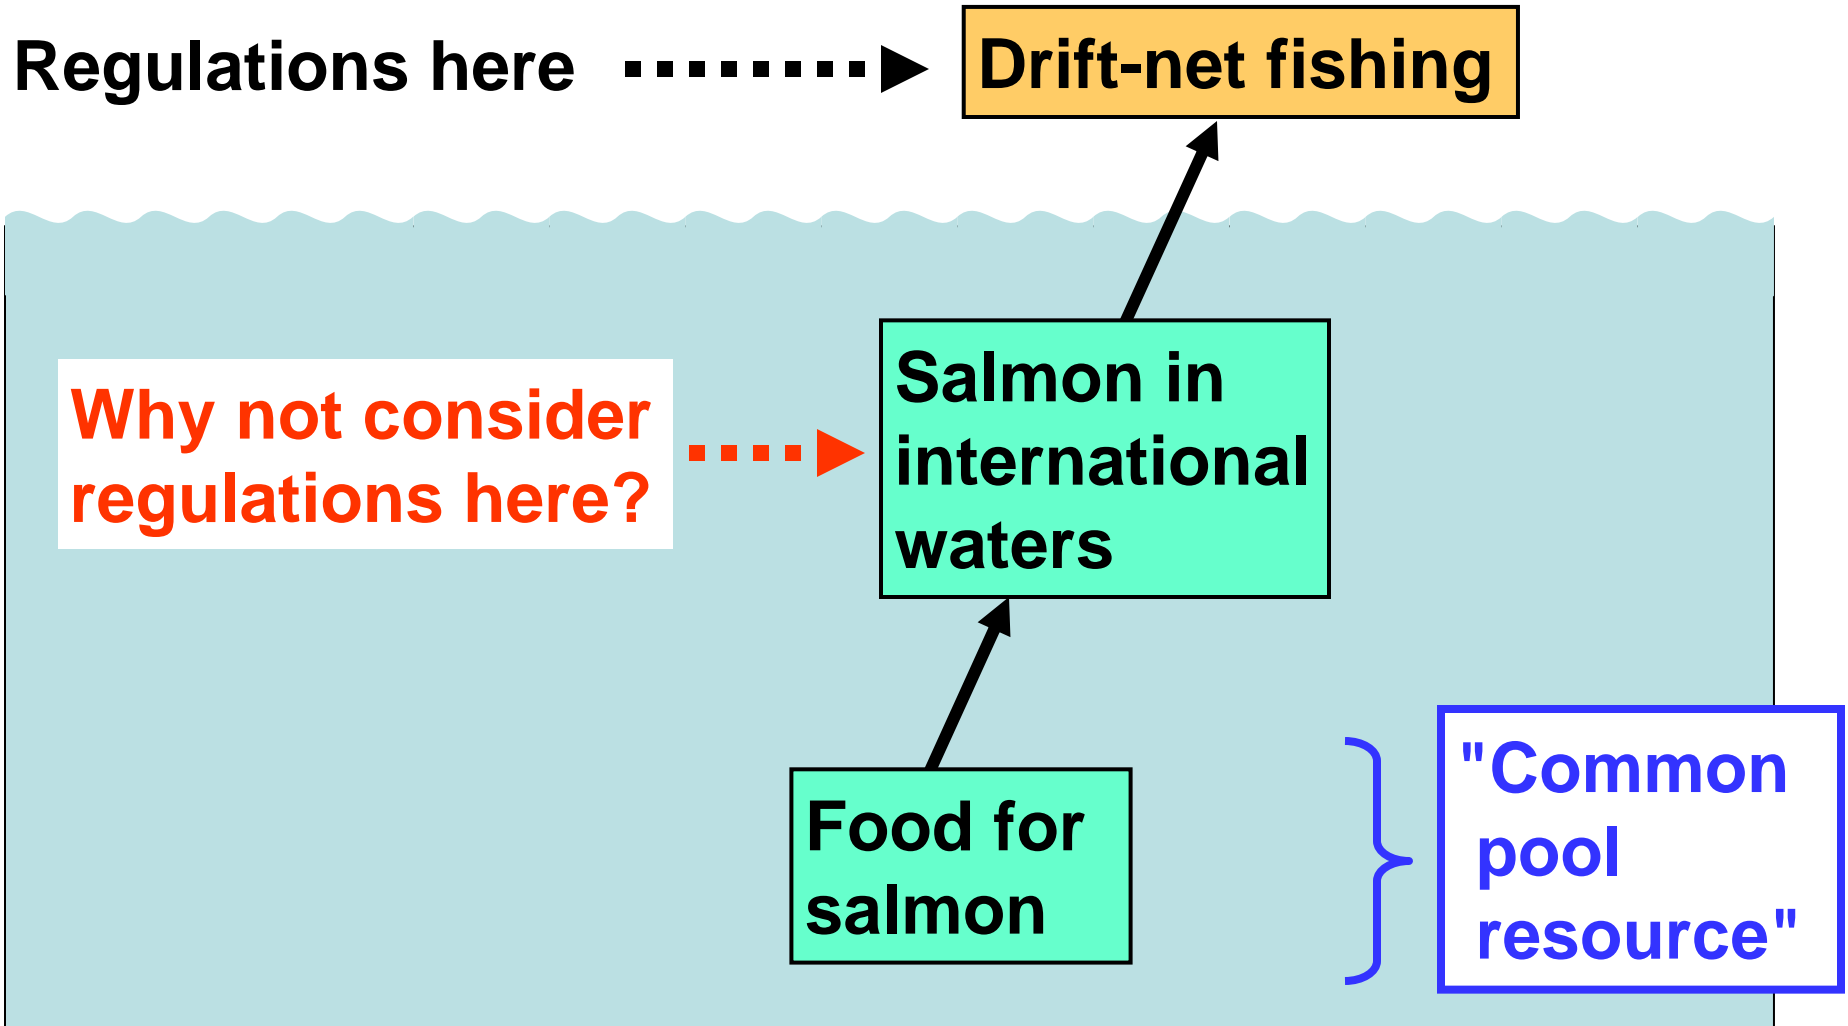 Regulations here
Drift-net fishing
Why not consider
regulations here?
Salmon in
international
waters
Food for
salmon
"Common
pool
resource"